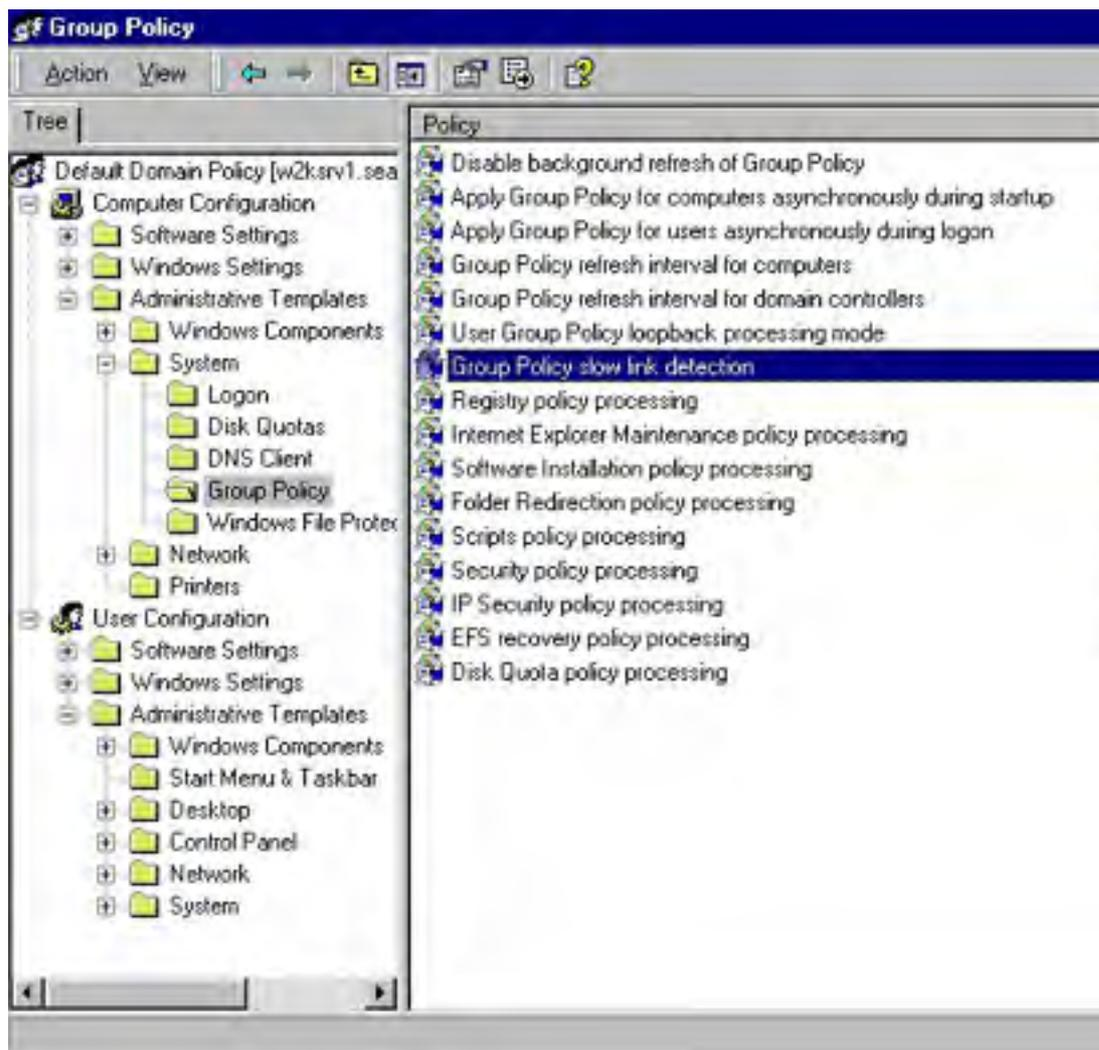 Group Policy
Action View
Tree
Default Domain Policy [w2ksrv1.sea
Computer Configuration
Software Settings
Windows Settings
Administrative Templates
Windows Components
System
Logon
Disk Quotas
DNS Client
Group Policy
Windows File Protec
Network
Printers
User Configuration
Software Settings
Windows Settings
Administrative Templates
Windows Components
Start Menu & Taskbar
Desktop
Control Panel
Network
System
Policy
Disable background refresh of Group Policy
Apply Group Policy for computers asynchronously during startup
Apply Group Policy for users asynchronously during logon
Group Policy refresh interval for computers
Group Policy refresh interval for domain controllers
User Group Policy loopback processing mode
Group Policy slow link detection
Registry policy processing
Internet Explorer Maintenance policy processing
Software Installation policy processing
Folder Redirection policy processing
Scripts policy processing
Security policy processing
IP Security policy processing
EFS recovery policy processing
Disk Quota policy processing